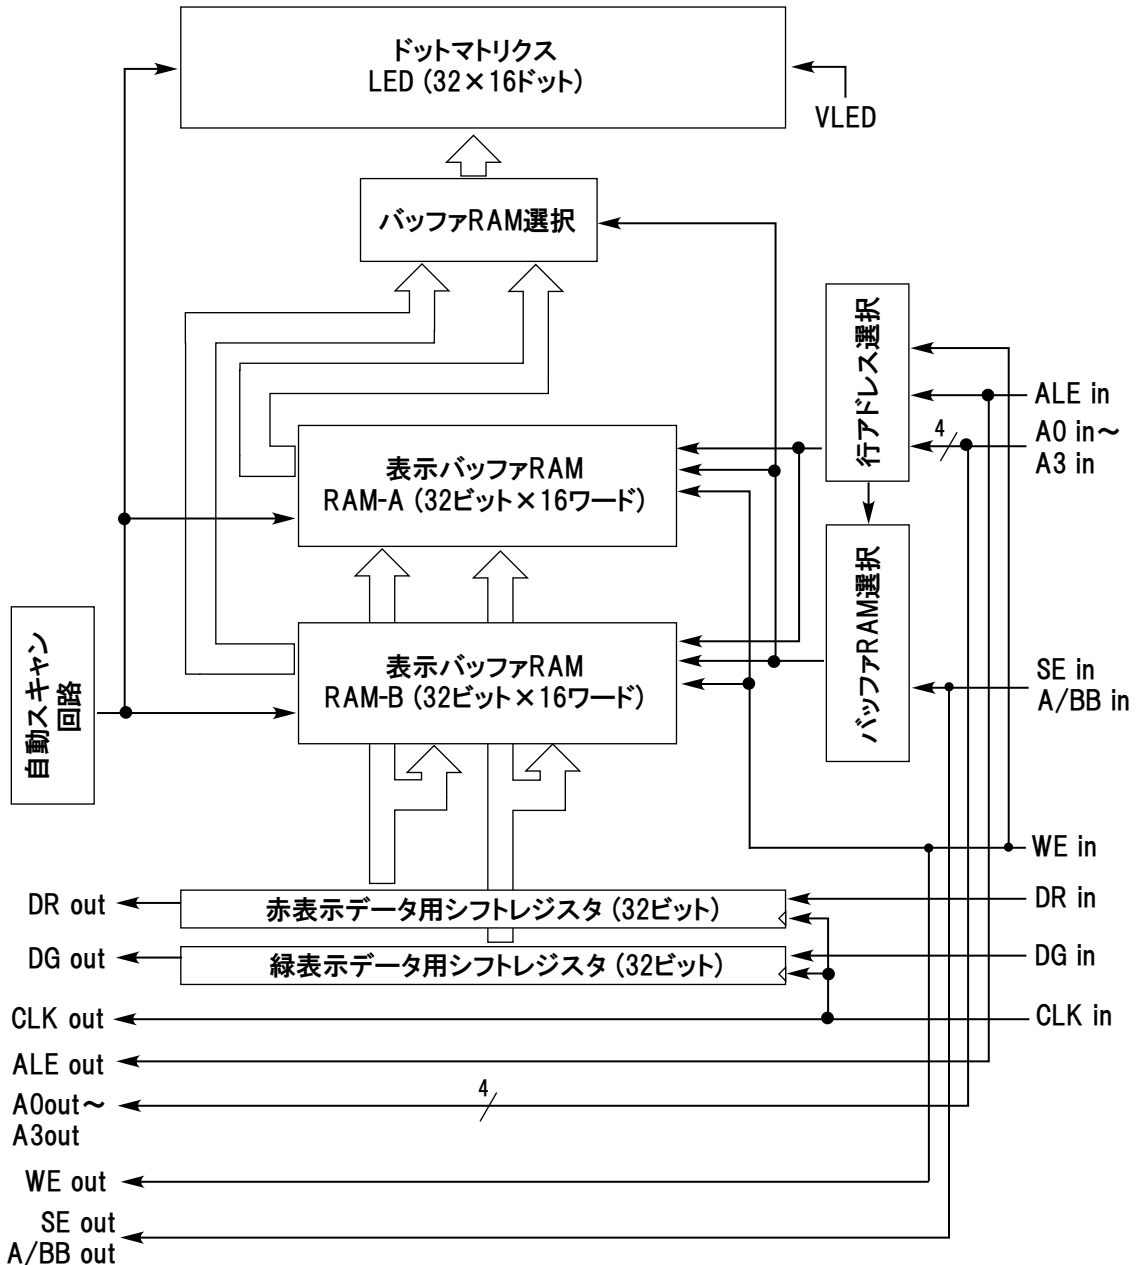 ドットマトリクス
LED (32×16ドット)
VLED
バッファRAM選択
行アドレス選択
ALE in
A0 in～
A3 in
4
表示バッファRAM
RAM-A (32ビット×16ワード)
バッファRAM選択
自動スキャン
回路
表示バッファRAM
RAM-B (32ビット×16ワード)
SE in
A/BB in
WE in
DR out
赤表示データ用シフトレジスタ (32ビット)
DR in
DG out
緑表示データ用シフトレジスタ (32ビット)
DG in
CLK out
CLK in
ALE out
A0out～
A3out
4
WE out
SE out
A/BB out